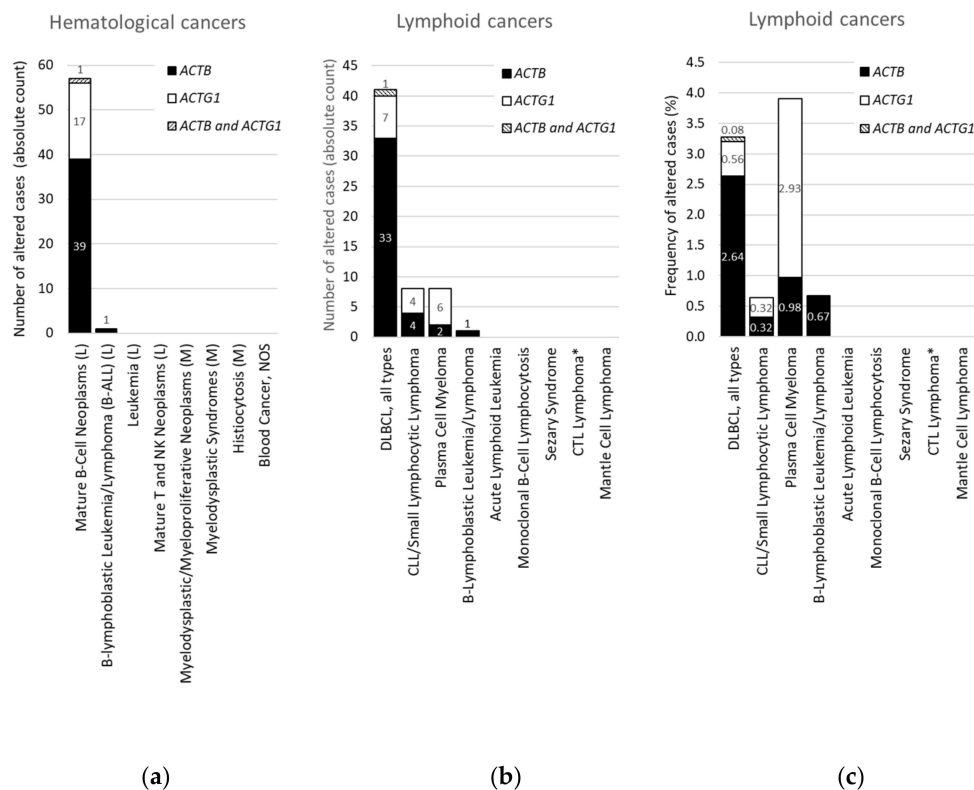 Hematological cancers
Number of altered cases (absolute count)
60
50
40
30
20
10
0
ACTB
ACTG1
ACTB and ACTG1
1
17
39
1
Mature B-Cell Neoplasms (L)
B-lymphoblastic Leukemia/Lymphoma (B-ALL) (L)
Leukemia (L)
Mature T and NK Neoplasms (L)
Myelodysplastic/Myeloproliferative Neoplasms (M)
Myelodysplastic Syndromes (M)
Histiocytosis (M)
Blood Cancer, NOS
(a)
Lymphoid cancers
Number of altered cases (absolute count)
45
40
35
30
25
20
15
10
5
0
ACTB
ACTG1
ACTB and ACTG1
1
7
33
4
4
6
2
1
DLBCL, all types
CLL/Small Lymphocytic Lymphoma
Plasma Cell Myeloma
B-Lymphoblastic Leukemia/Lymphoma
Acute Lymphoid Leukemia
Monoclonal B-Cell Lymphocytosis
Sezary Syndrome
CTL Lymphoma*
Mantle Cell Lymphoma
(b)
Lymphoid cancers
Frequency of altered cases (%)
4.5
4.0
3.5
3.0
2.5
2.0
1.5
1.0
0.5
0.0
ACTB
ACTG1
ACTB and ACTG1
0.08
0.56
2.64
0.32
0.32
2.93
0.98
0.67
DLBCL, all types
CLL/Small Lymphocytic Lymphoma
Plasma Cell Myeloma
B-Lymphoblastic Leukemia/Lymphoma
Acute Lymphoid Leukemia
Monoclonal B-Cell Lymphocytosis
Sezary Syndrome
CTL Lymphoma*
Mantle Cell Lymphoma
(c)